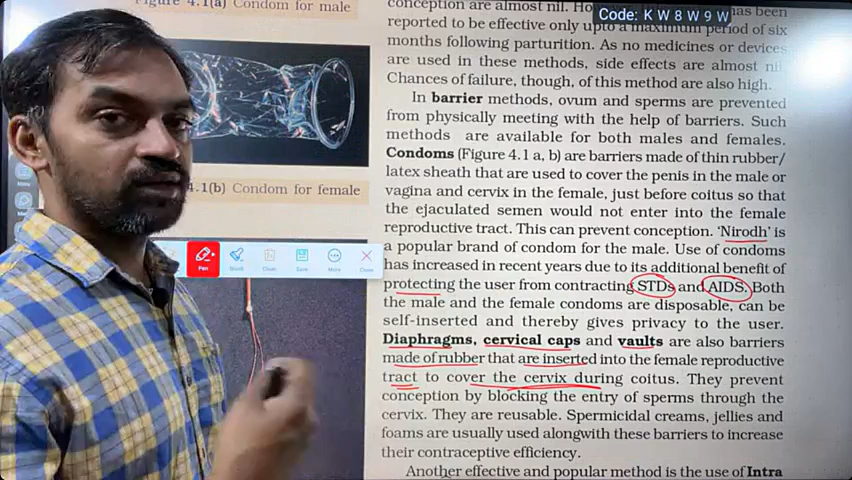 Figure 4.1(a) Condom for male
4.1(b) Condom for female
Pen
More
Close
Code: K W 8 W 9 W
conception are almost nil. has been
reported to be effective only upto a maximum period of six
months following parturition. As no medicines or devices
are used in these methods, side effects are almost nil
Chances of failure, though, of this method are also high.
In barrier methods, ovum and sperms are prevented
from physically meeting with the help of barriers. Such
methods are available for both males and females.
Condoms (Figure 4.1 a, b) are barriers made of thin rubber/
latex sheath that are used to cover the penis in the male or
vagina and cervix in the female, just before coitus so that
the ejaculated semen would not enter into the female
reproductive tract. This can prevent conception. ‘Nirodh’ is
a popular brand of condom for the male. Use of condoms
has increased in recent years due to its additional benefit of
protecting the user from contracting STDs and AIDS. Both
the male and the female condoms are disposable, can be
self-inserted and thereby gives privacy to the user.
Diaphragms, cervical caps and vaults are also barriers
made of rubber that are inserted into the female reproductive
tract to cover the cervix during coitus. They prevent
conception by blocking the entry of sperms through the
cervix. They are reusable. Spermicidal creams, jellies and
foams are usually used alongwith these barriers to increase
their contraceptive efficiency.
Another effective and popular method is the use of Intra